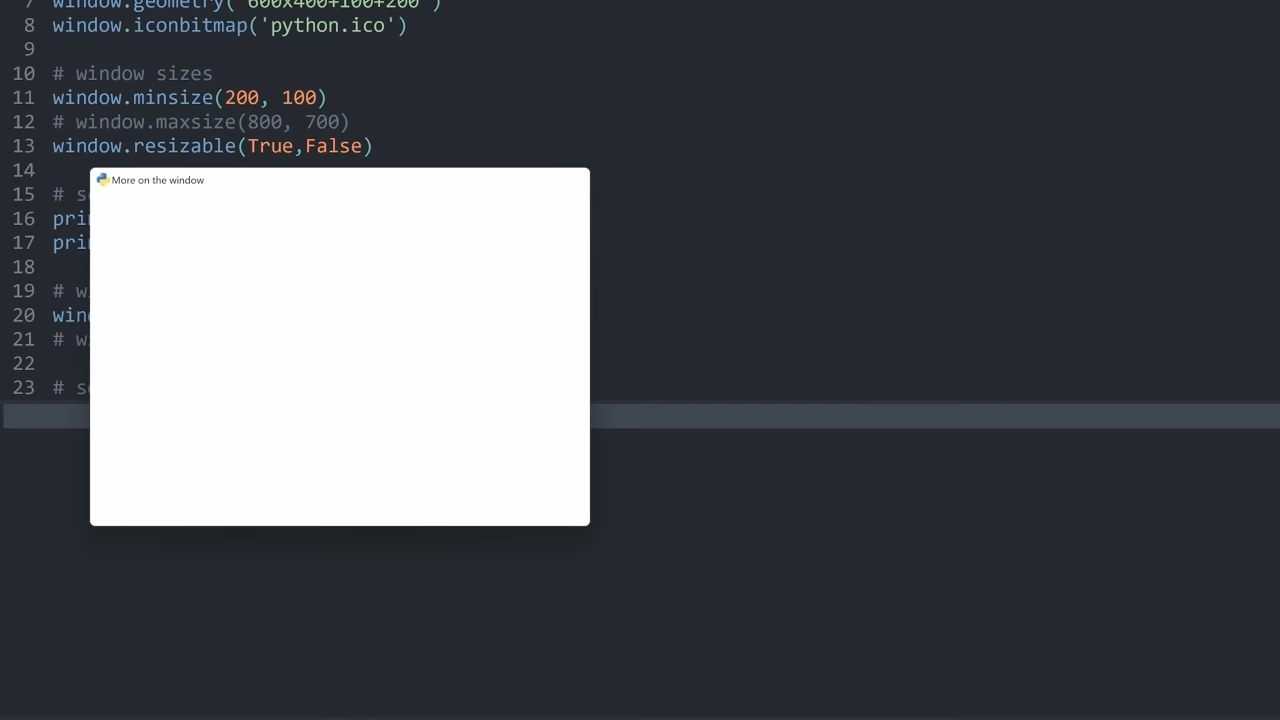 7 window.geometry('600x400+100+200')
8 window.iconbitmap('python.ico')
9
10 # window sizes
11 window.minsize(200, 100)
12 # window.maxsize(800, 700)
13 window.resizable(True,False)
14
More on the window
15 # s
16 pri
17 pri
18
19 # w
20 win
21 # w
22
23 # s